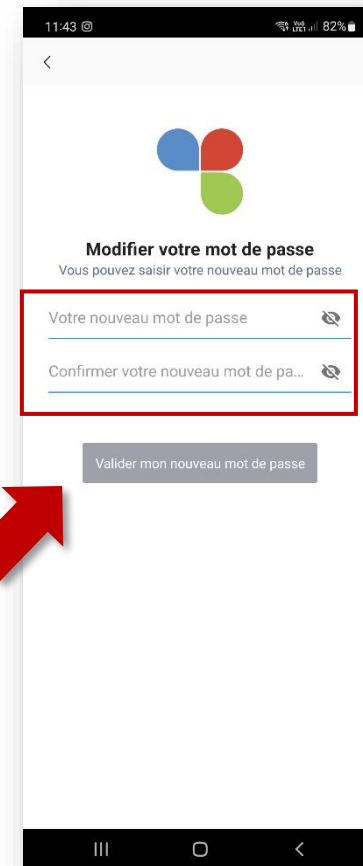 11:43 82%
Modifier votre mot de passe
Vous pouvez saisir votre nouveau mot de passe
Votre nouveau mot de passe
Confirmer votre nouveau mot de pa...
Valider mon nouveau mot de passe